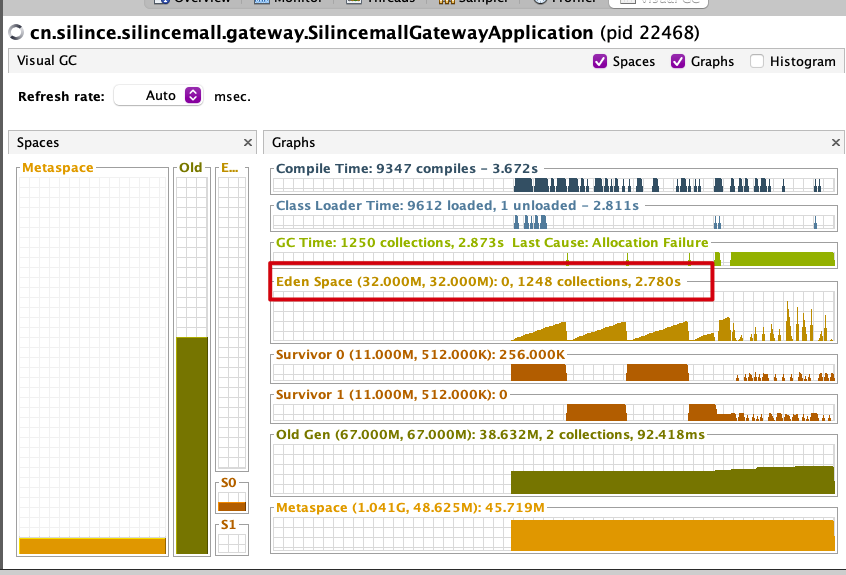 Overview Monitor Threads Sampler Profiler Visual GC
cn.silince.silincemall.gateway.SilincemallGatewayApplication (pid 22468)
Visual GC
Spaces Graphs Histogram
Refresh rate: Auto msec.
Spaces
Graphs
Metaspace
Old
E...
S0
S1
Compile Time: 9347 compiles – 3.672s
Class Loader Time: 9612 loaded, 1 unloaded – 2.811s
GC Time: 1250 collections, 2.873s Last Cause: Allocation Failure
Eden Space (32.000M, 32.000M): 0, 1248 collections, 2.780s
Survivor 0 (11.000M, 512.000K): 256.000K
Survivor 1 (11.000M, 512.000K): 0
Old Gen (67.000M, 67.000M): 38.632M, 2 collections, 92.418ms
Metaspace (1.041G, 48.625M): 45.719M